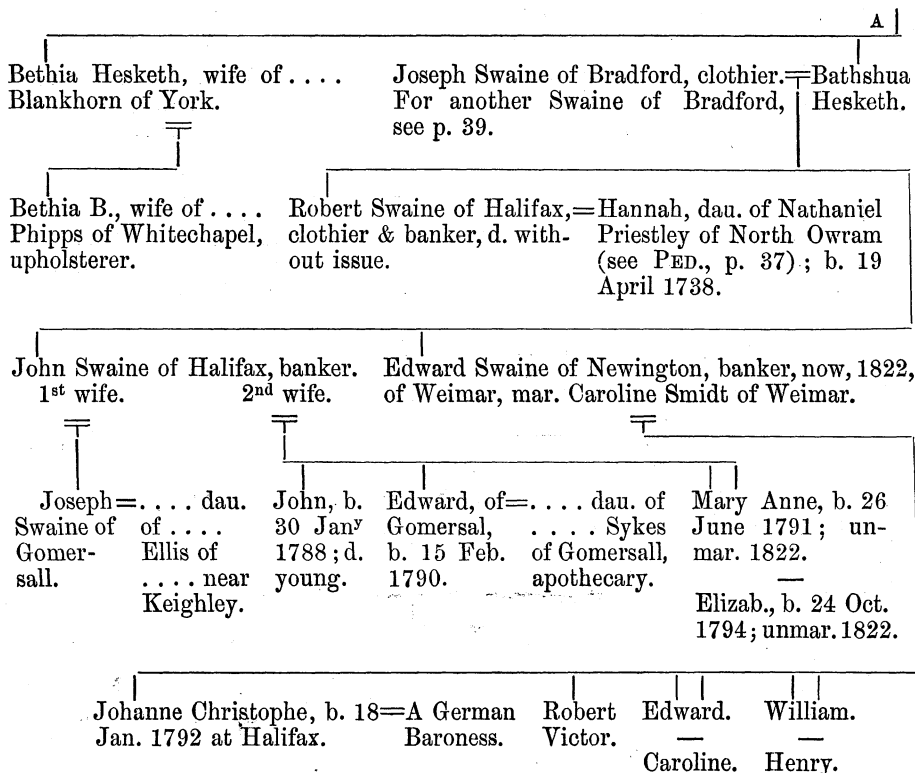 A
Bethia Hesketh, wife of . . . .
Blankhorn of York.
Joseph Swaine of Bradford, clothier.=Bathshua
For another Swaine of Bradford, Hesketh.
see p. 39.
Bethia B., wife of . . . .
Phipps of Whitechapel,
upholsterer.
Robert Swaine of Halifax,=Hannah, dau. of Nathaniel
clothier & banker, d. with- Priestley of North Owram
out issue. (see PED., p. 37) ; b. 19
April 1738.
John Swaine of Halifax, banker.
1st wife. 2nd wife.
Edward Swaine of Newington, banker, now, 1822,
of Weimar, mar. Caroline Smidt of Weimar.
Joseph=. . . . dau.
Swaine of of . . . .
Gomer- Ellis of
sall. . . . . near
Keighley.
John, b.
30 Jany
1788 ; d.
young.
Edward, of=. . . . dau. of
Gomersal, . . . . Sykes
b. 15 Feb. of Gomersall,
1790. apothecary.
Mary Anne, b. 26
June 1791 ; un-
mar. 1822.
—
Elizab., b. 24 Oct.
1794 ; unmar. 1822.
Johanne Christophe, b. 18=A German
Jan. 1792 at Halifax. Baroness.
Robert
Victor.
Edward.
—
Caroline.
William.
—
Henry.